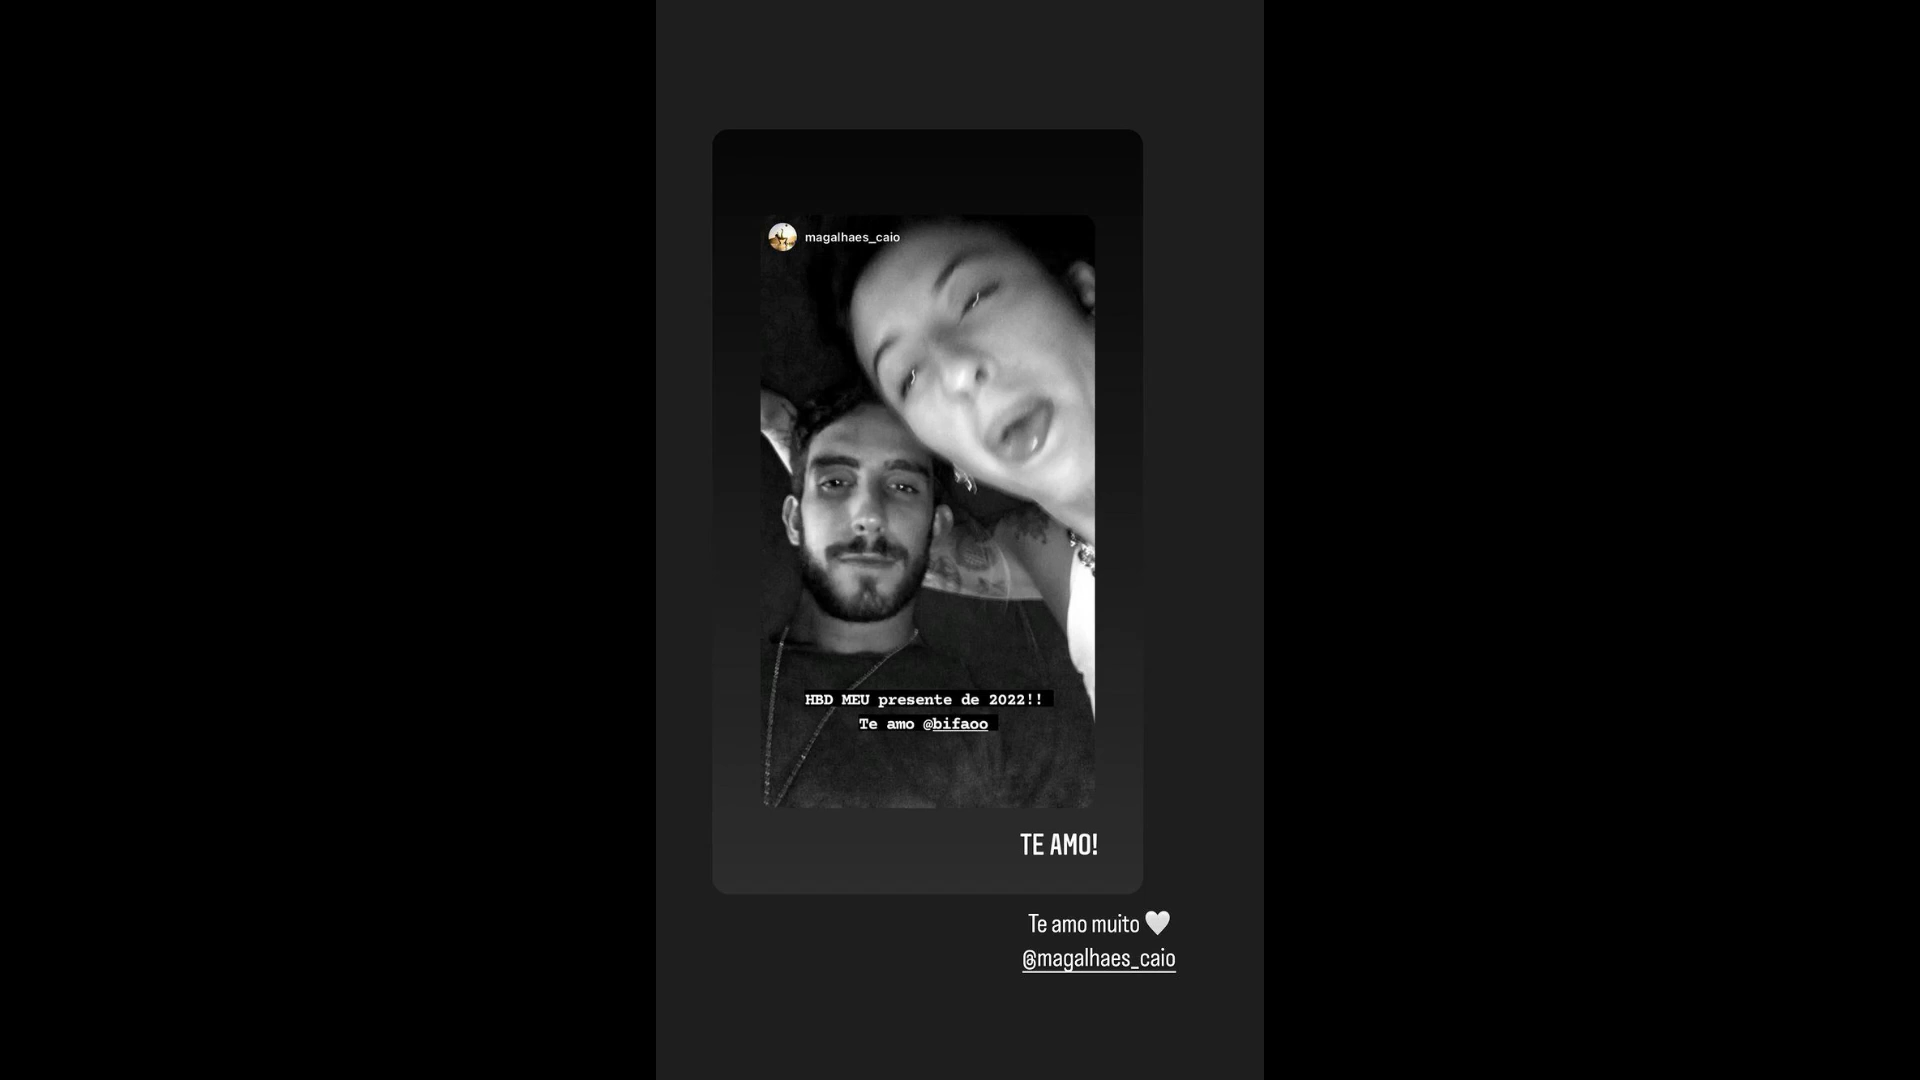 magalhaes_caio
HBD MEU presente de 2022!!
Te amo @bifaoo
TE AMO!
Te amo muito 🤍
@magalhaes_caio